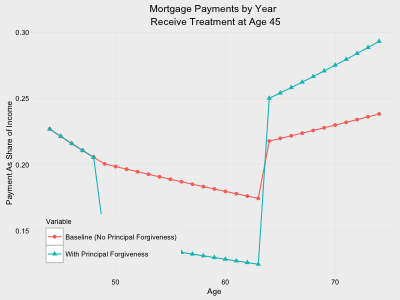 Mortgage Payments by Year
Receive Treatment at Age 45
Payment As Share of Income
0.30
0.25
0.20
0.15
Variable
Baseline (No Principal Forgiveness)
With Principal Forgiveness
50
60
70
Age